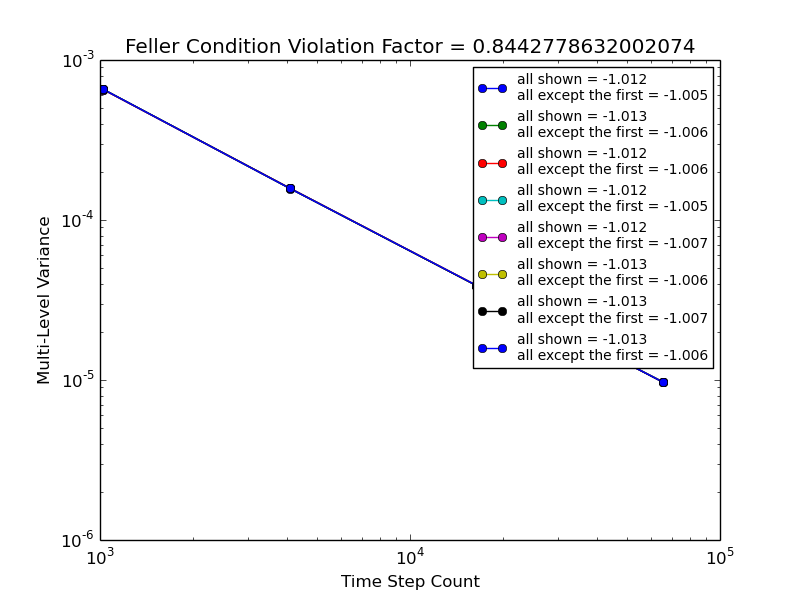 Feller Condition Violation Factor = 0.8442778632002074
10^-3
10^-4
10^-5
10^-6
Multi-Level Variance
all shown = -1.012
all except the first = -1.005
all shown = -1.013
all except the first = -1.006
all shown = -1.012
all except the first = -1.006
all shown = -1.012
all except the first = -1.005
all shown = -1.012
all except the first = -1.007
all shown = -1.013
all except the first = -1.006
all shown = -1.013
all except the first = -1.007
all shown = -1.013
all except the first = -1.006
10^3 10^4 10^5
Time Step Count